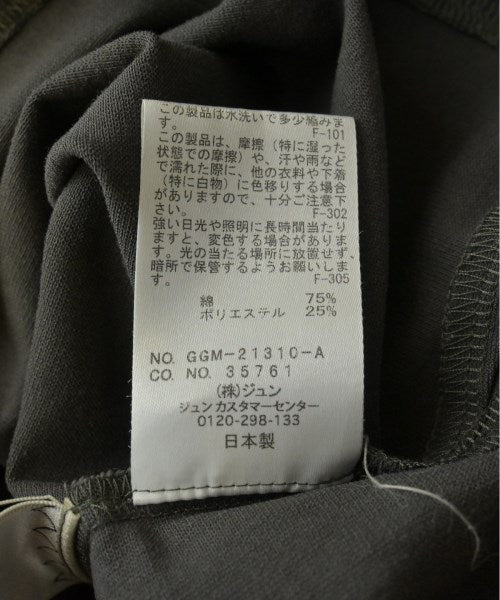 この製品は水洗いで多少縮みま
す。 F-101
この製品は、摩擦（特に湿った
状態での摩擦）や、汗や雨など
で濡れた際に、他の衣料や下着
（特に白物）に色移りする場合
がありますので、十分ご注意下
さい。 F-302
強い日光や照明に長時間当たり
ますと、変色する場合がありま
す。光の当たる場所に放置せず、
暗所で保管するようお願いしま
す。 F-305
綿 75%
ポリエステル 25%
NO. GGM-21310-A
CO. NO. 35761
(株)ジュン
ジュンカスタマーセンター
0120-298-133
日本製